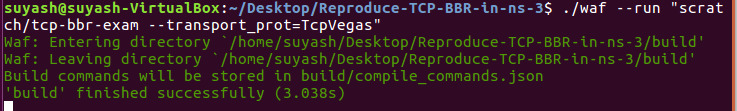 suyash@suyash-VirtualBox:~/Desktop/Reproduce-TCP-BBR-in-ns-3$ ./waf --run "scrat
ch/tcp-bbr-exam --transport_prot=TcpVegas"
Waf: Entering directory `/home/suyash/Desktop/Reproduce-TCP-BBR-in-ns-3/build'
Waf: Leaving directory `/home/suyash/Desktop/Reproduce-TCP-BBR-in-ns-3/build'
Build commands will be stored in build/compile_commands.json
'build' finished successfully (3.038s)